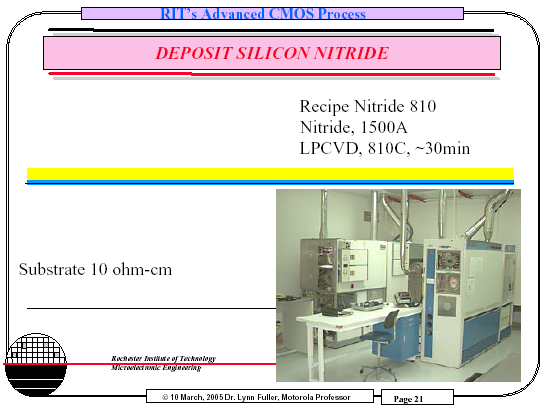 RIT's Advanced CMOS Process
DEPOSIT SILICON NITRIDE
Recipe Nitride 810
Nitride, 1500A
LPCVD, 810C, ~30min
Substrate 10 ohm-cm
Rochester Institute of Technology
Microelectronic Engineering
© 10 March, 2005 Dr. Lynn Fuller, Motorola Professor
Page 21